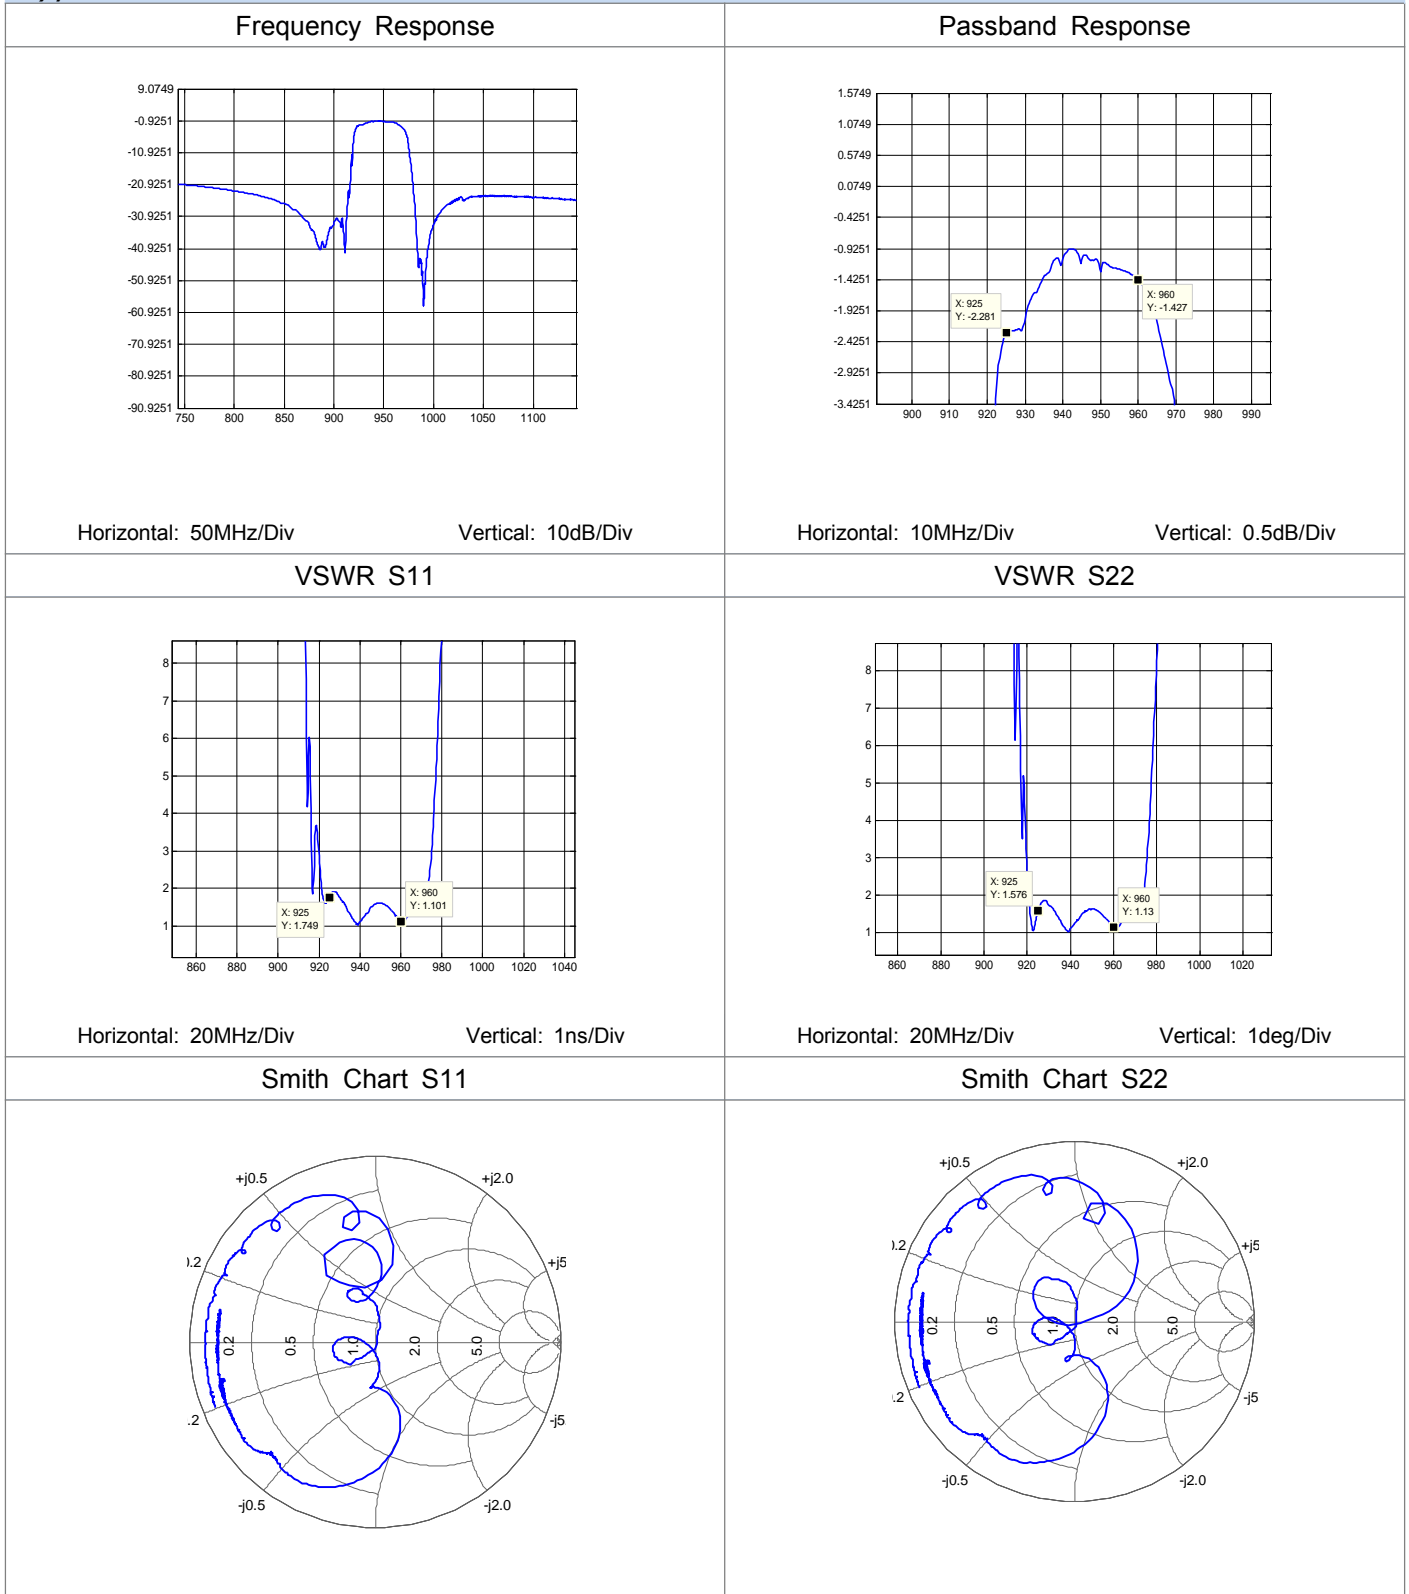 Frequency Response
Passband Response
9.0749
-0.9251
-10.9251
-20.9251
-30.9251
-40.9251
-50.9251
-60.9251
-70.9251
-80.9251
-90.9251
750 800 850 900 950 1000 1050 1100
Horizontal: 50MHz/Div Vertical: 10dB/Div
1.5749
1.0749
0.5749
0.0749
-0.4251
-0.9251
-1.4251
-1.9251
-2.4251
-2.9251
-3.4251
X: 925
Y: -2.281
X: 960
Y: -1.427
900 910 920 930 940 950 960 970 980 990
Horizontal: 10MHz/Div Vertical: 0.5dB/Div
VSWR S11
VSWR S22
8
7
6
5
4
3
2
1
X: 925
Y: 1.749
X: 960
Y: 1.101
860 880 900 920 940 960 980 1000 1020 1040
Horizontal: 20MHz/Div Vertical: 1ns/Div
8
7
6
5
4
3
2
1
X: 925
Y: 1.576
X: 960
Y: 1.13
860 880 900 920 940 960 980 1000 1020
Horizontal: 20MHz/Div Vertical: 1deg/Div
Smith Chart S11
Smith Chart S22
+j0.5
+j2.0
).2
+j5
0.2 0.5 1.0 2.0 5.0
.2
-j5
-j0.5
-j2.0
+j0.5
+j2.0
).2
+j5
0.2 0.5 1.0 2.0 5.0
.2
-j5
-j0.5
-j2.0